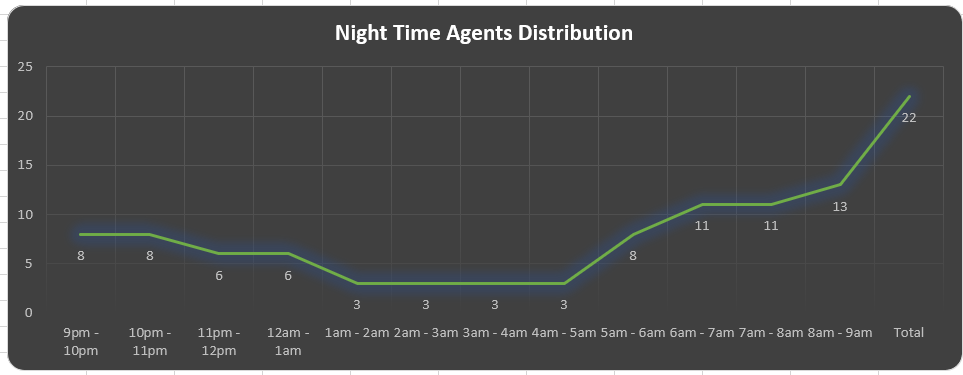 Night Time Agents Distribution
25
20
15
10
5
0
8
8
6
6
3
3
3
3
8
11
11
13
22
9pm - 10pm
10pm - 11pm
11pm - 12pm
12am - 1am
1am - 2am
2am - 3am
3am - 4am
4am - 5am
5am - 6am
6am - 7am
7am - 8am
8am - 9am
Total